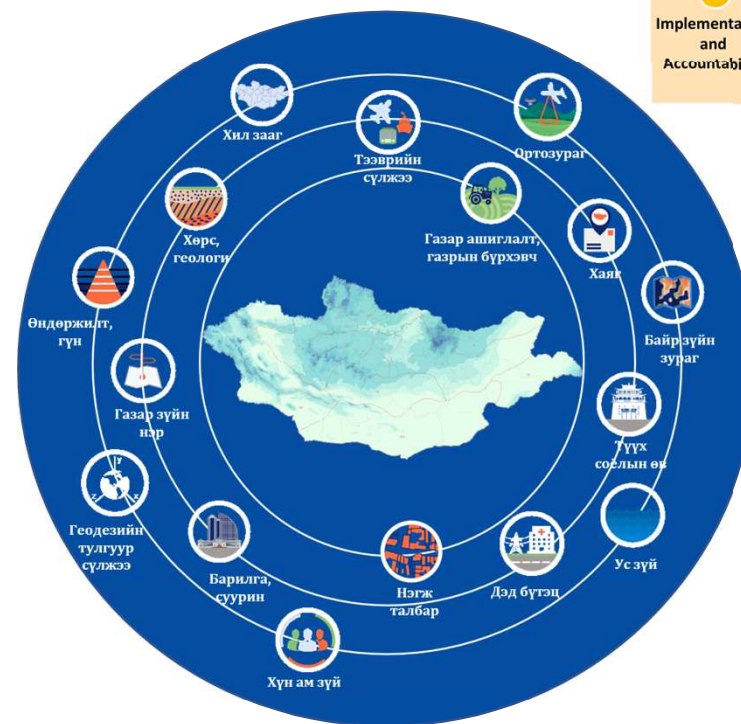 Implementa
and
Accountabi
Хил зааг
Тээврийн
сүлжээ
Ортозураг
Хөрс,
геологи
Газар ашиглалт,
газрын бүрхэвч
Хаяг
Өндөржилт,
гүн
Байр зүйн
зураг
Газар зүйн
нэр
Түүх
соёлын өв
Геодезийн
тулгуур
сүлжээ
Барилга,
суурин
Нэгж
талбар
Дэд бүтэц
Ус зүй
Хүн ам зүй